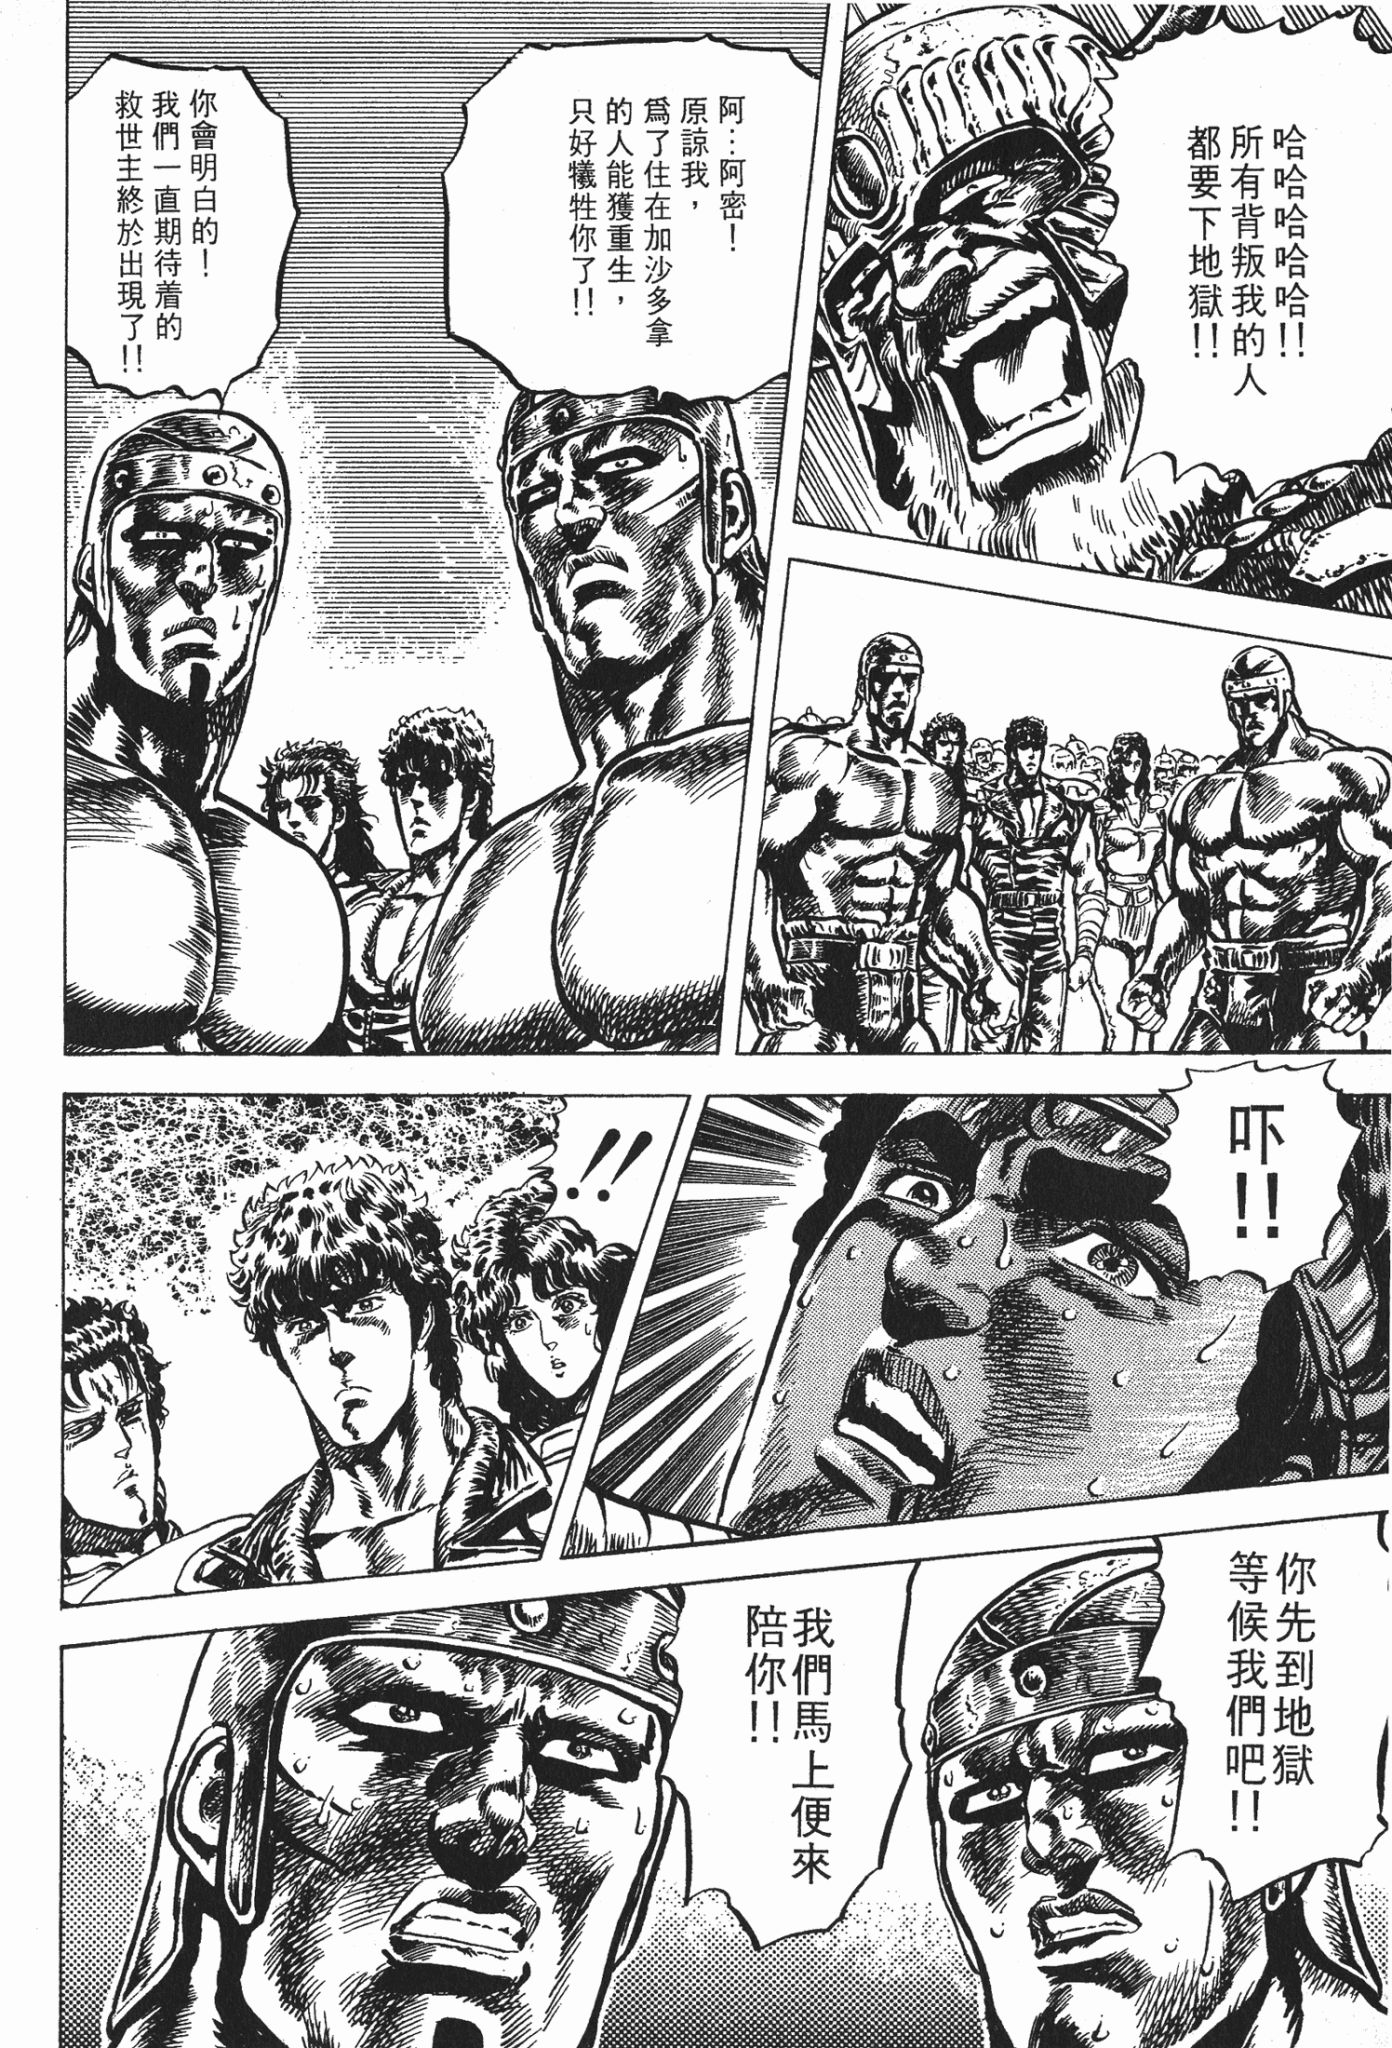 哈哈哈哈哈!!
所有背叛我的人
都要下地獄!!
阿…阿密!
原諒我，
爲了住在加沙多拿
的人能獲重生，
只好犧牲你了!!
你會明白的!
我們一直期待着的
救世主終於出現了!!
吓!!
!!
你先到地獄
等候我們吧!!
我們馬上便來
陪你!!